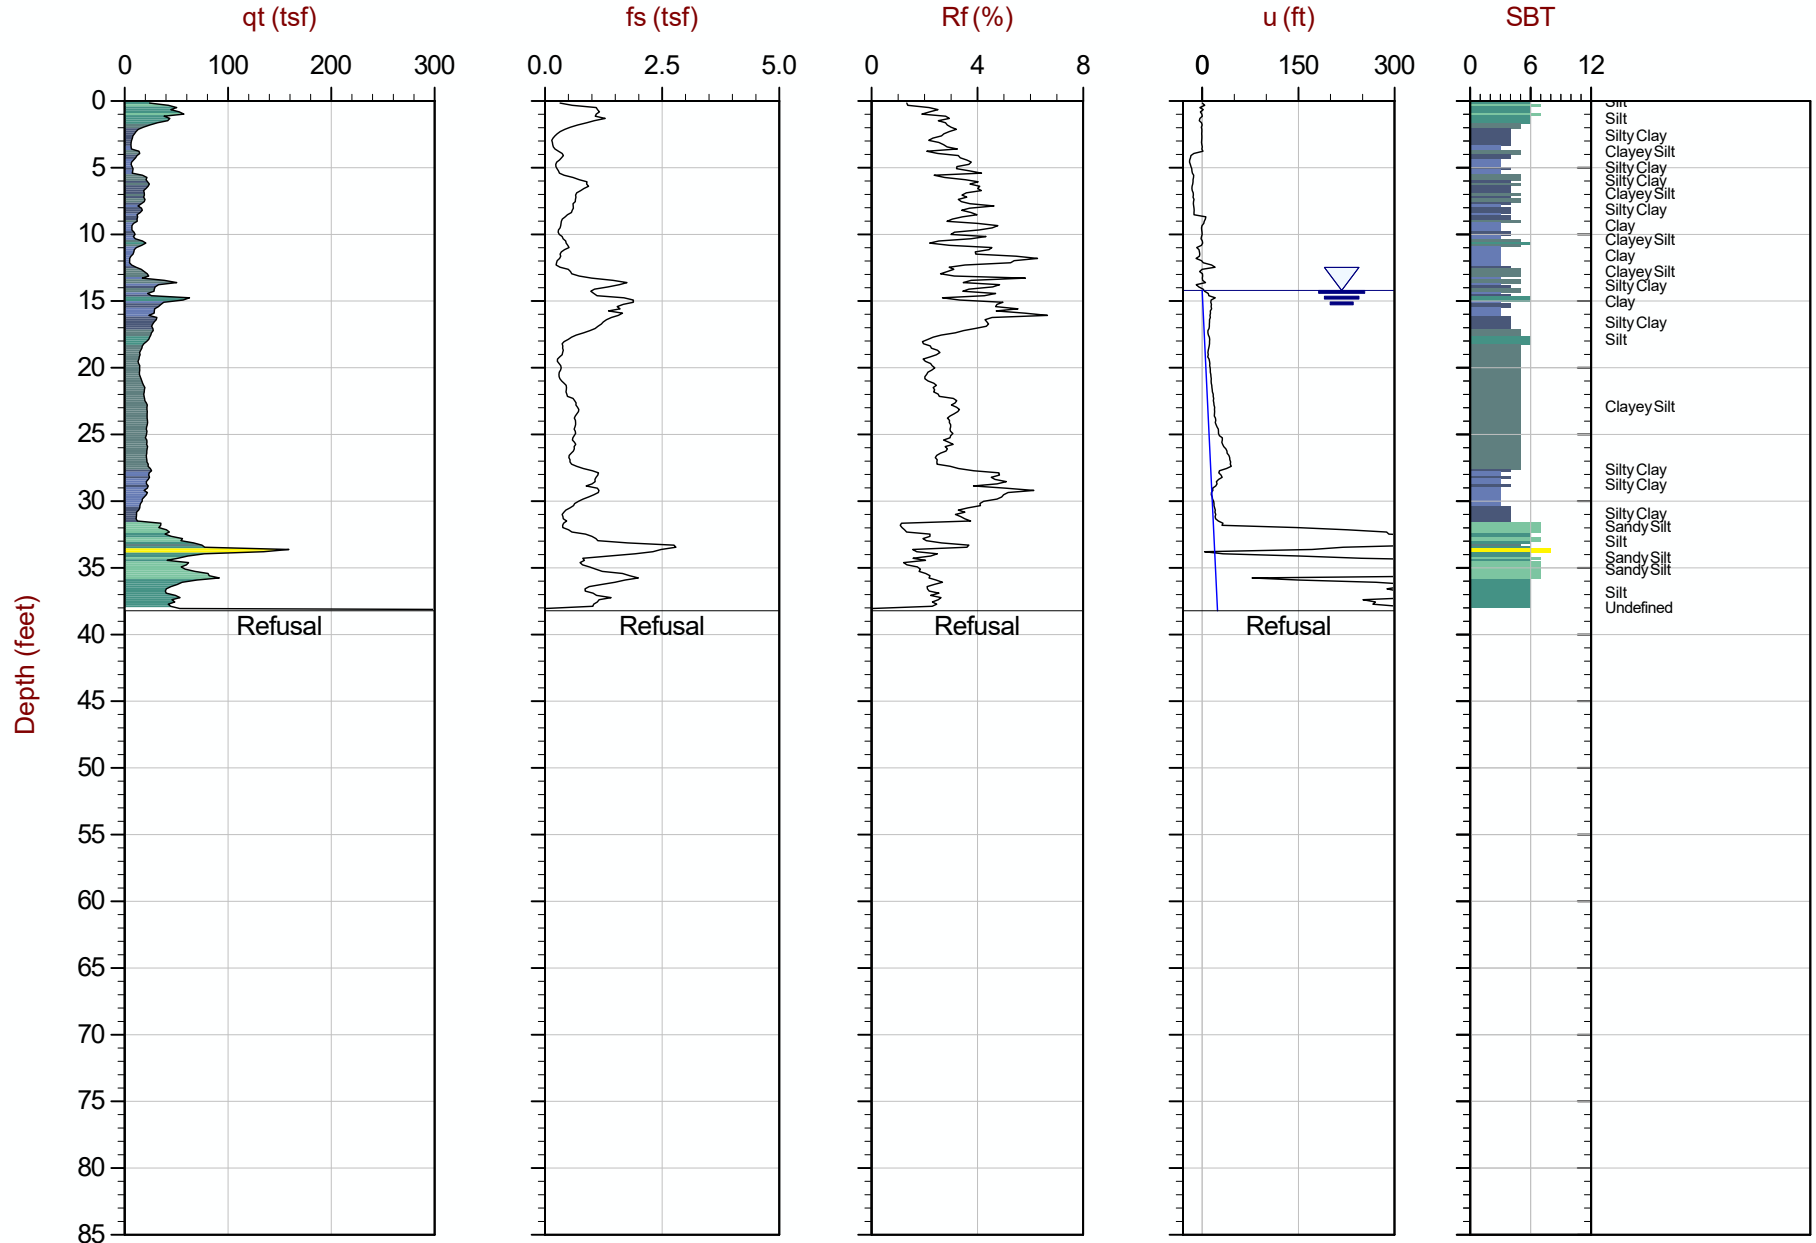 qt (tsf) fs (tsf) Rf (%) u (ft) SBT
0 100 200 300 0.0 2.5 5.0 0 4 8 0 150 300 0 6 12
0
Silt
Silt
Silty Clay
Clayey Silt
5
Silty Clay
Silty Clay
Clayey Silt
Silty Clay
Clay
10
Clayey Silt
Clay
Clayey Silt
Silty Clay
15
Clay
Silty Clay
Silt
20
Clayey Silt
25
Silty Clay
Silty Clay
30
Silty Clay
Sandy Silt
Silt
Sandy Silt
35
Sandy Silt
Silt
Undefined
Refusal Refusal Refusal Refusal
40
45
50
55
60
65
70
75
80
85
Depth (feet)